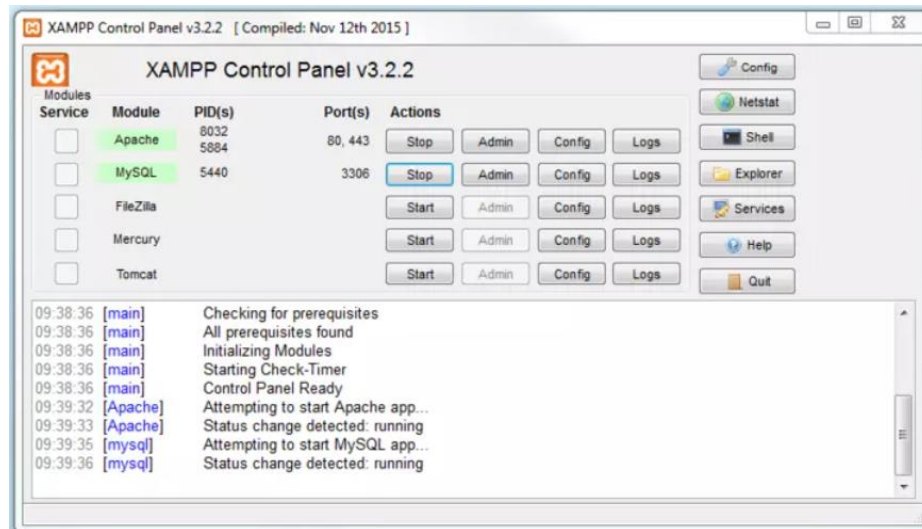 XAMPP Control Panel v3.2.2 [ Compiled: Nov 12th 2015 ]
XAMPP Control Panel v3.2.2
Modules
Service Module PID(s) Port(s) Actions
Apache 8032 5884 80, 443 Stop Admin Config Logs
MySQL 5440 3306 Stop Admin Config Logs
FileZilla Start Admin Config Logs
Mercury Start Admin Config Logs
Tomcat Start Admin Config Logs
Config
Netstat
Shell
Explorer
Services
Help
Quit
09:38:36 [main] Checking for prerequisites
09:38:36 [main] All prerequisites found
09:38:36 [main] Initializing Modules
09:38:36 [main] Starting Check-Timer
09:38:36 [main] Control Panel Ready
09:39:32 [Apache] Attempting to start Apache app...
09:39:33 [Apache] Status change detected: running
09:39:35 [mysql] Attempting to start MySQL app...
09:39:36 [mysql] Status change detected: running